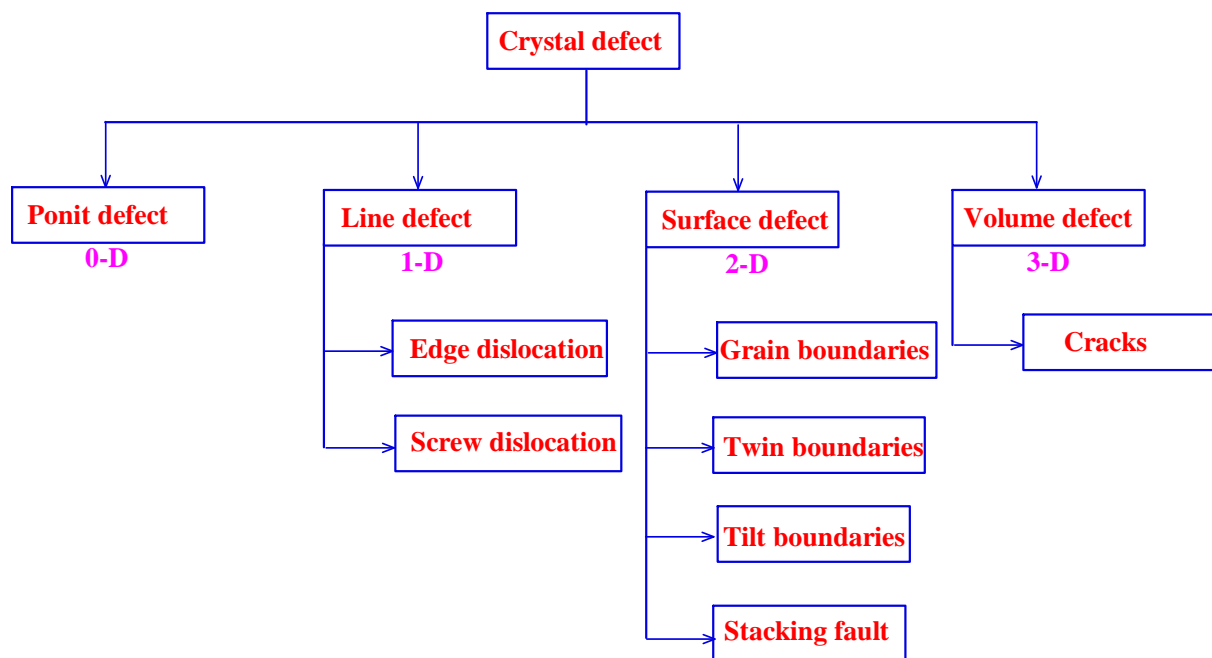 Crystal defect
Ponit defect
Line defect
Surface defect
Volume defect
0-D
1-D
2-D
3-D
Edge dislocation
Grain boundaries
Cracks
Screw dislocation
Twin boundaries
Tilt boundaries
Stacking fault